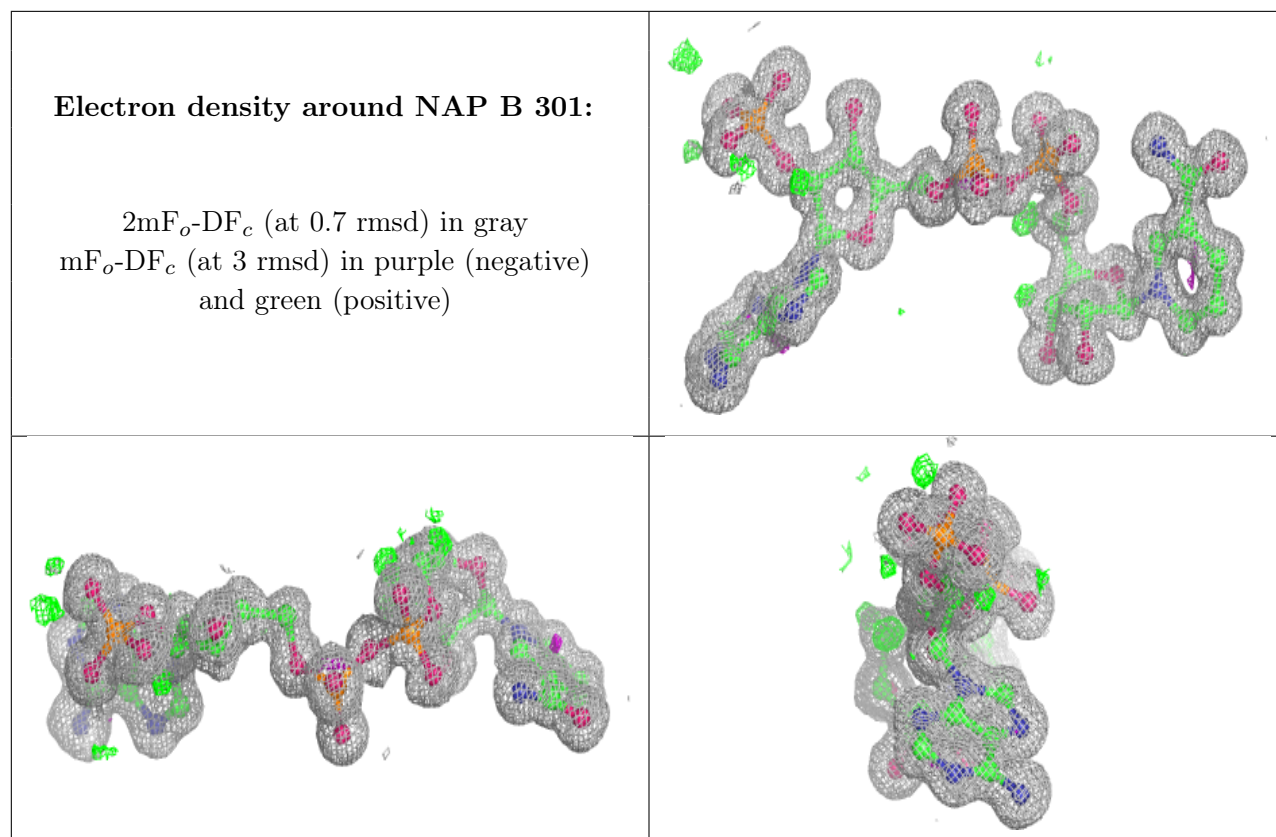 Electron density around NAP B 301:
2mFₒ-DF𝒸 (at 0.7 rmsd) in gray
mFₒ-DF𝒸 (at 3 rmsd) in purple (negative)
and green (positive)